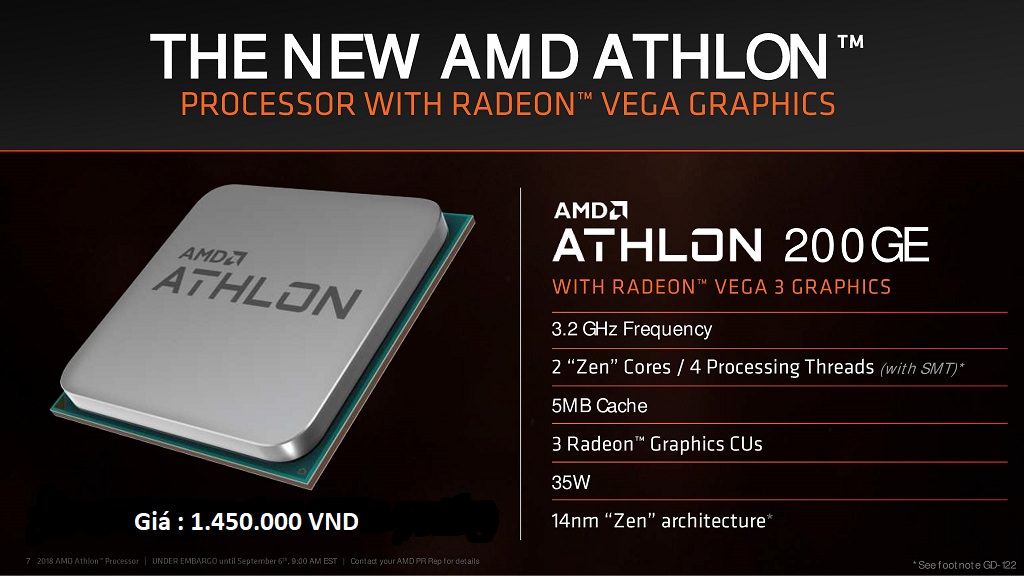 THE NEW AMD ATHLON™
PROCESSOR WITH RADEON™ VEGA GRAPHICS
AMD
ATHLON
AMD
ATHLON 200GE
WITH RADEON™ VEGA 3 GRAPHICS
3.2 GHz Frequency
2 “Zen” Cores / 4 Processing Threads (with SMT)*
5MB Cache
3 Radeon™ Graphics CUs
35W
14nm “Zen” architecture*
Giá : 1.450.000 VND
7 2018 AMD Athlon™ Processor | UNDER EMBARGO until September 6th, 9:00 AM EST | Contact your AMD PR Rep for details
* See footnote GD-122